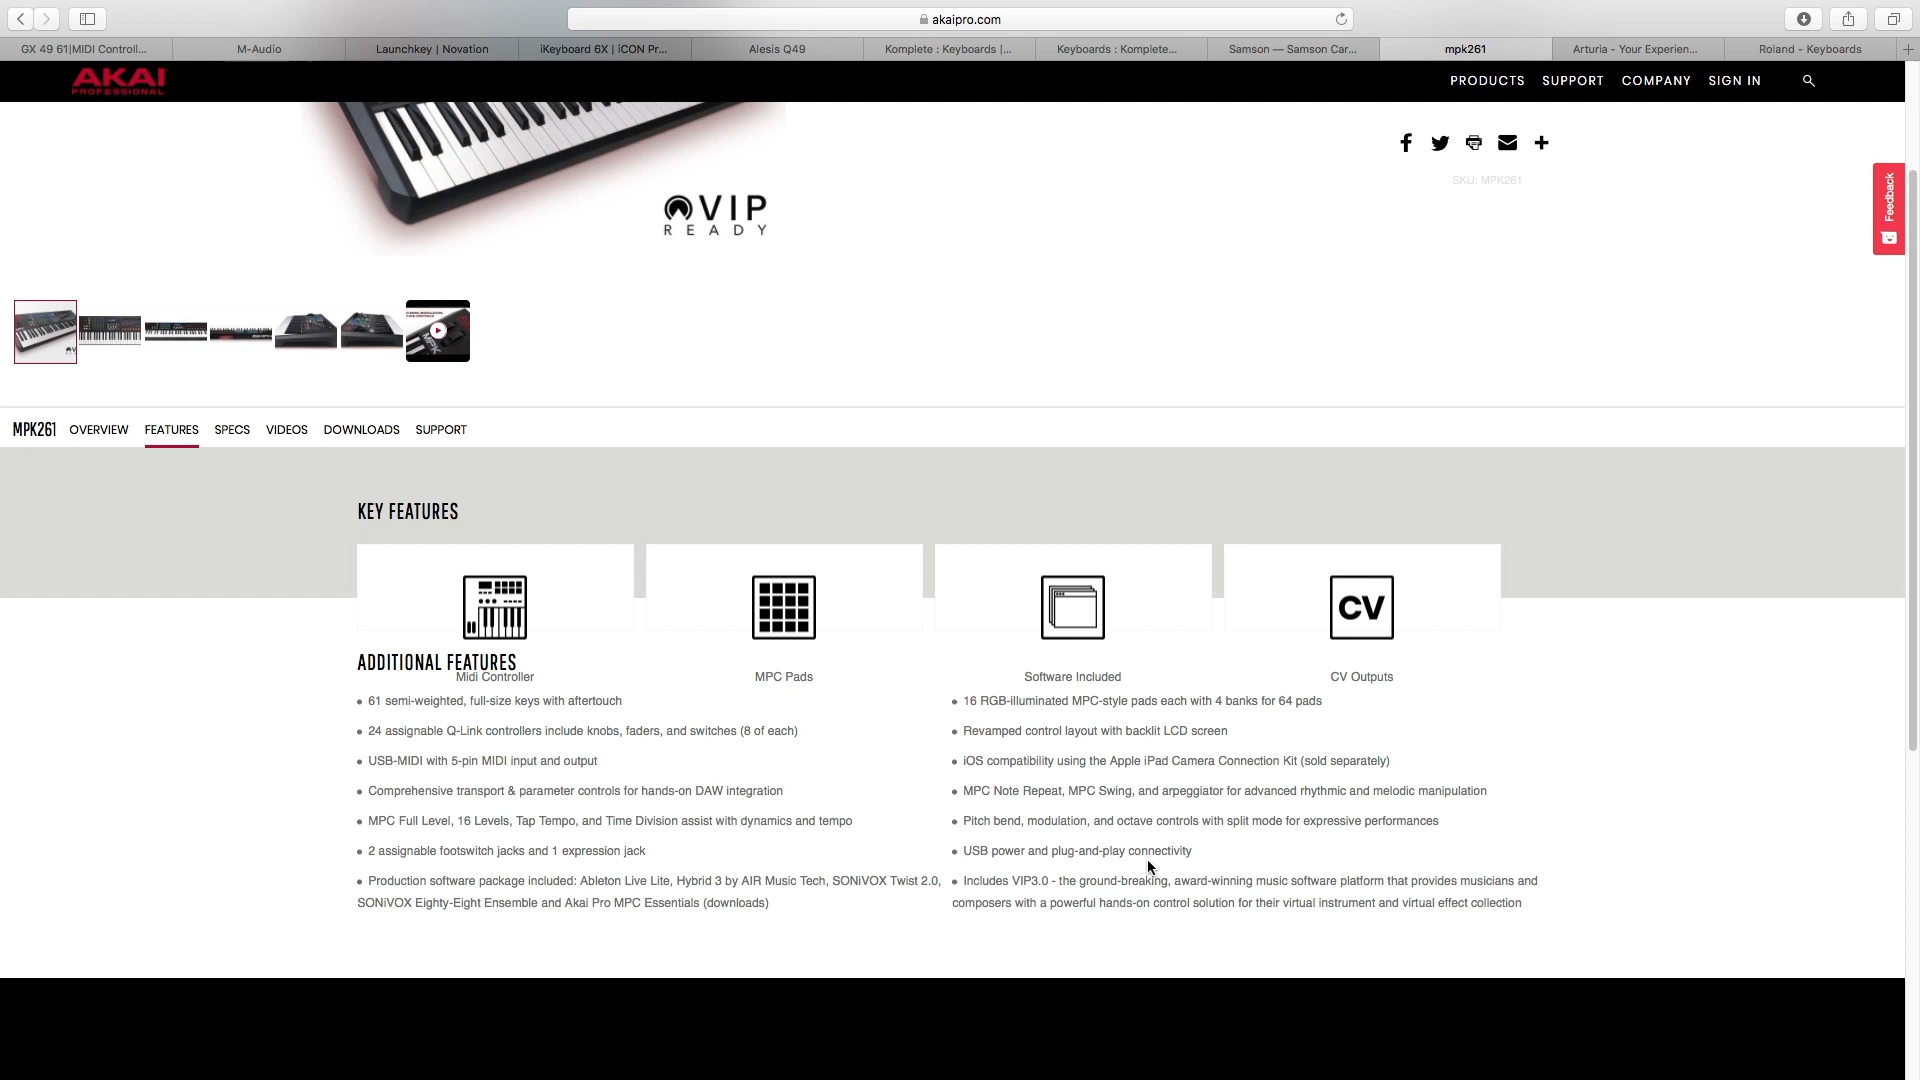 akaipro.com
GX 49 61|MIDI Controll...
M-Audio
Launchkey | Novation
iKeyboard 6X | iCON Pr...
Alesis Q49
Komplete : Keyboards |...
Keyboards : Komplete...
Samson — Samson Car...
mpk261
Arturia - Your Experien...
Roland - Keyboards
AKAI
PROFESSIONAL
PRODUCTS
SUPPORT
COMPANY
SIGN IN
VIP
READY
SKU: MPK261
Feedback
MPK261
OVERVIEW
FEATURES
SPECS
VIDEOS
DOWNLOADS
SUPPORT
KEY FEATURES
CV
ADDITIONAL FEATURES
Midi Controller
MPC Pads
Software Included
CV Outputs
• 61 semi-weighted, full-size keys with aftertouch
• 24 assignable Q-Link controllers include knobs, faders, and switches (8 of each)
• USB-MIDI with 5-pin MIDI input and output
• Comprehensive transport & parameter controls for hands-on DAW integration
• MPC Full Level, 16 Levels, Tap Tempo, and Time Division assist with dynamics and tempo
• 2 assignable footswitch jacks and 1 expression jack
• Production software package included: Ableton Live Lite, Hybrid 3 by AIR Music Tech, SONiVOX Twist 2.0,
SONiVOX Eighty-Eight Ensemble and Akai Pro MPC Essentials (downloads)
• 16 RGB-illuminated MPC-style pads each with 4 banks for 64 pads
• Revamped control layout with backlit LCD screen
• iOS compatibility using the Apple iPad Camera Connection Kit (sold separately)
• MPC Note Repeat, MPC Swing, and arpeggiator for advanced rhythmic and melodic manipulation
• Pitch bend, modulation, and octave controls with split mode for expressive performances
• USB power and plug-and-play connectivity
• Includes VIP3.0 - the ground-breaking, award-winning music software platform that provides musicians and
composers with a powerful hands-on control solution for their virtual instrument and virtual effect collection